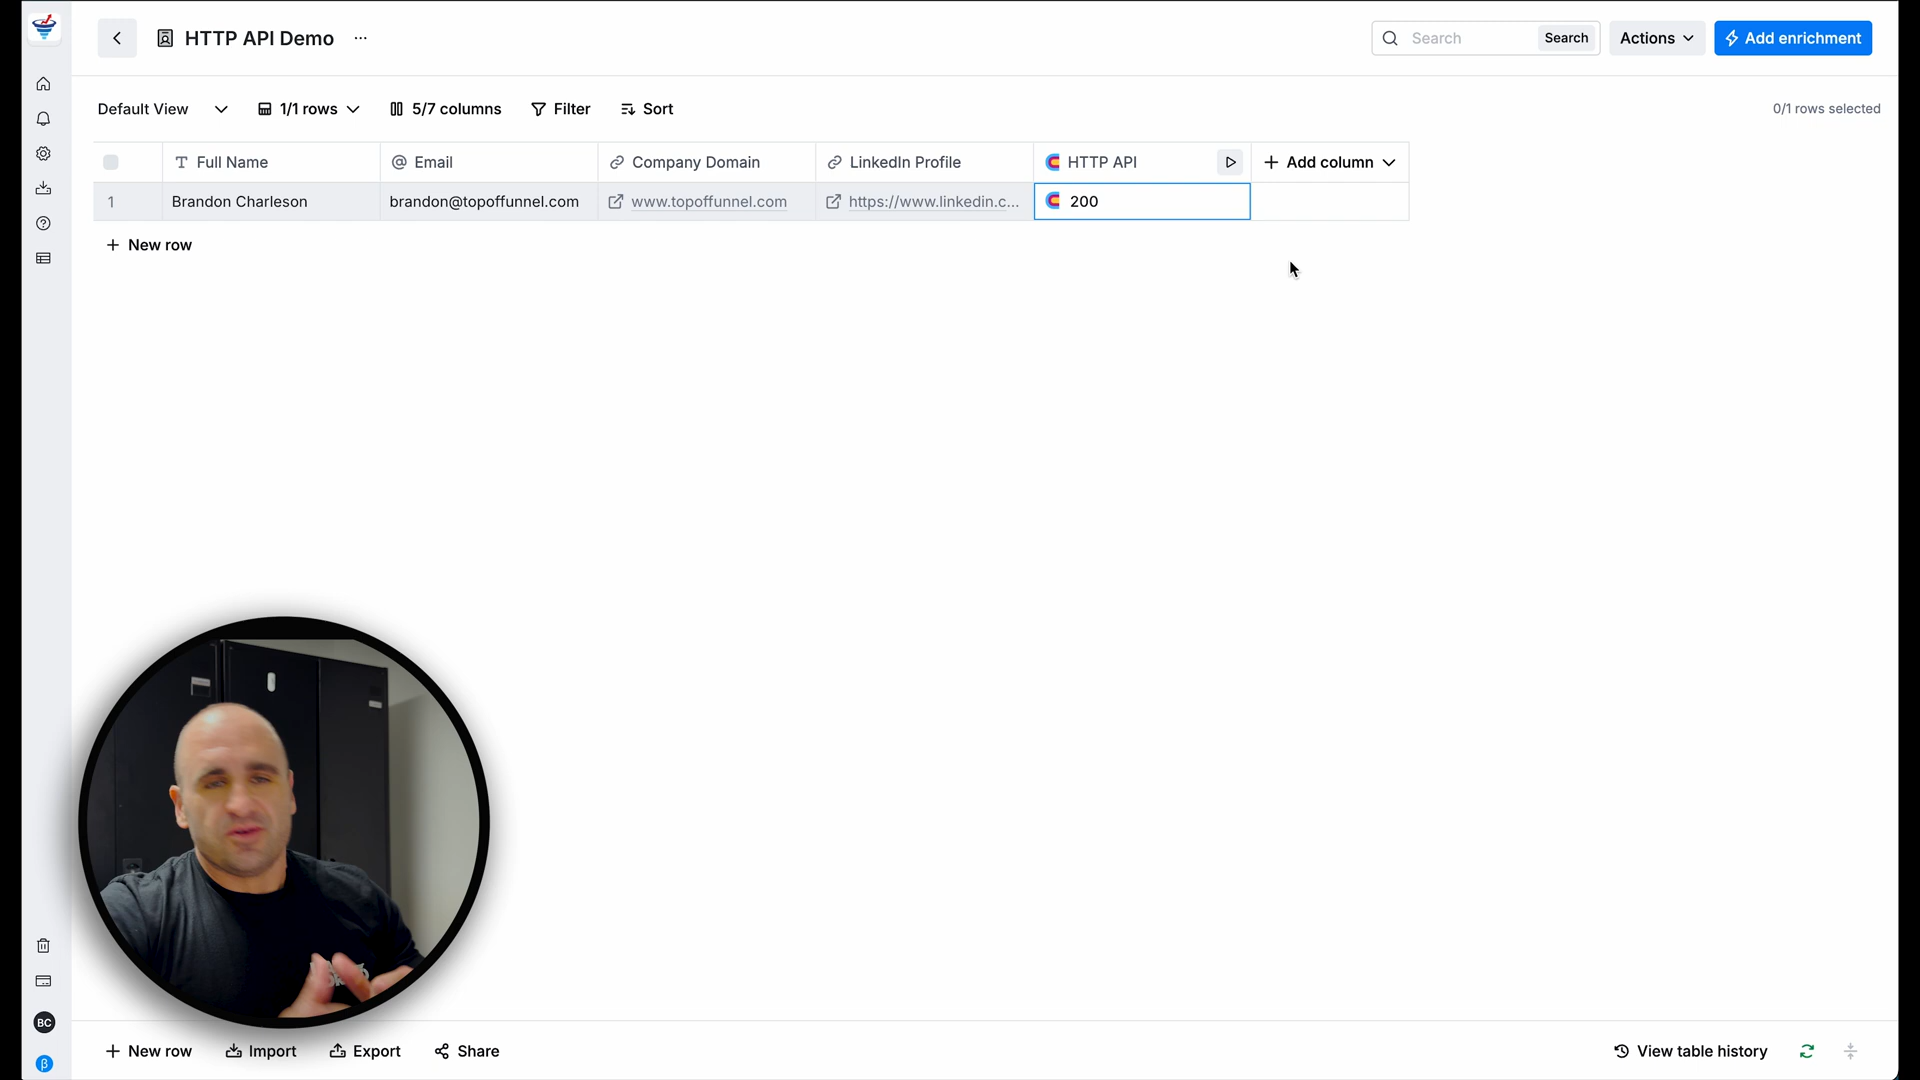 HTTP API Demo ...
Search Search Actions Add enrichment
Default View 1/1 rows 5/7 columns Filter Sort 0/1 rows selected
Full Name Email Company Domain LinkedIn Profile HTTP API + Add column
1 Brandon Charleson brandon@topoffunnel.com www.topoffunnel.com https://www.linkedin.c... 200
+ New row
BC
β
+ New row Import Export Share View table history